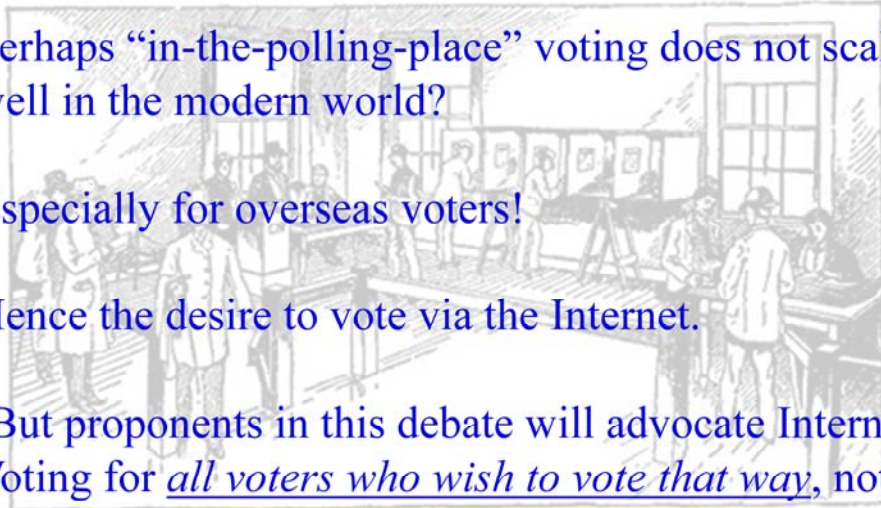 erhaps “in-the-polling-place” voting does not scal
vell in the modern world?
specially for overseas voters!
Hence the desire to vote via the Internet.
But proponents in this debate will advocate Intern
Voting for all voters who wish to vote that way, not